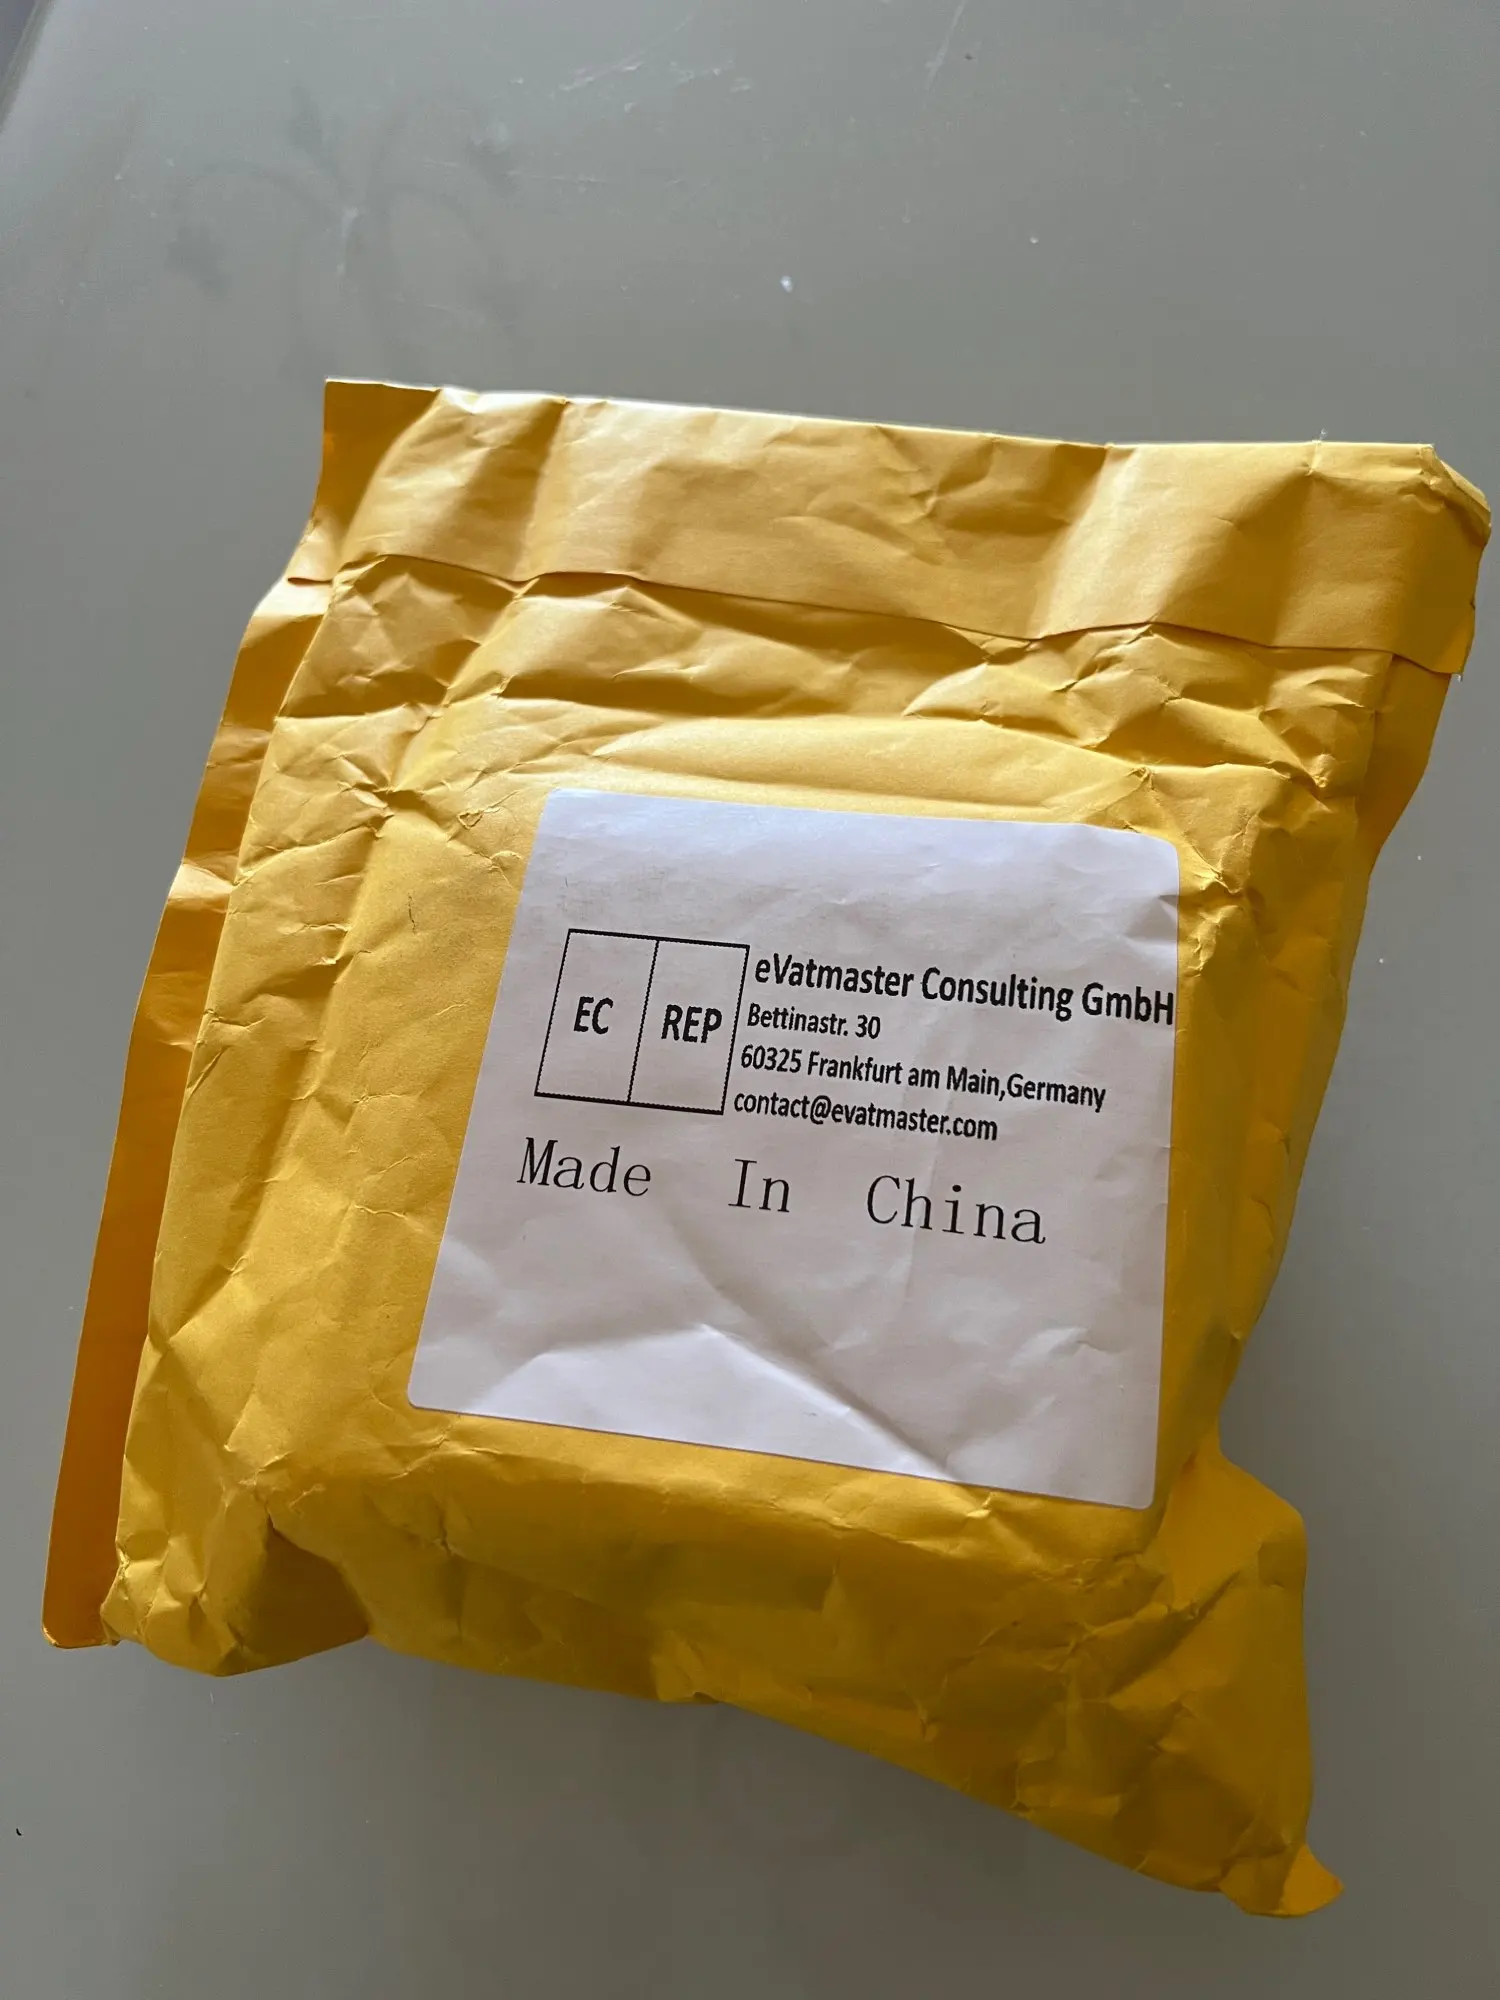 EC REP
eVatmaster Consulting GmbH
Bettinastr. 30
60325 Frankfurt am Main,Germany
contact@evatmaster.com
Made In China